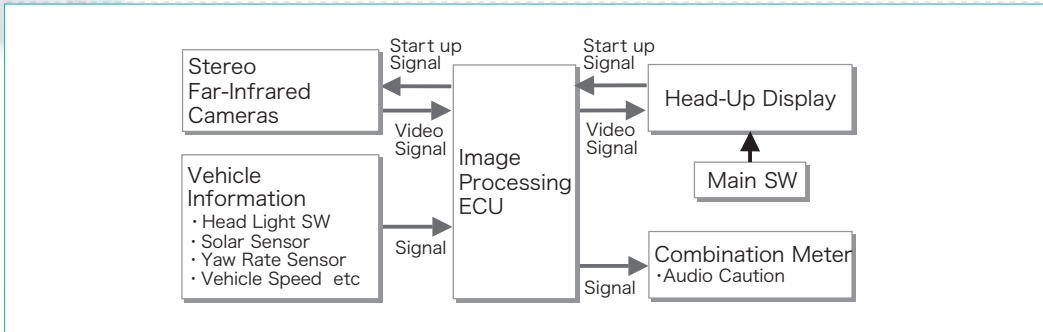 Stereo
Far-Infrared
Cameras
Start up
Signal
Video
Signal
Vehicle
Information
・Head Light SW
・Solar Sensor
・Yaw Rate Sensor
・Vehicle Speed etc
Signal
Image
Processing
ECU
Start up
Signal
Video
Signal
Head-Up Display
Main SW
Signal
Combination Meter
・Audio Caution